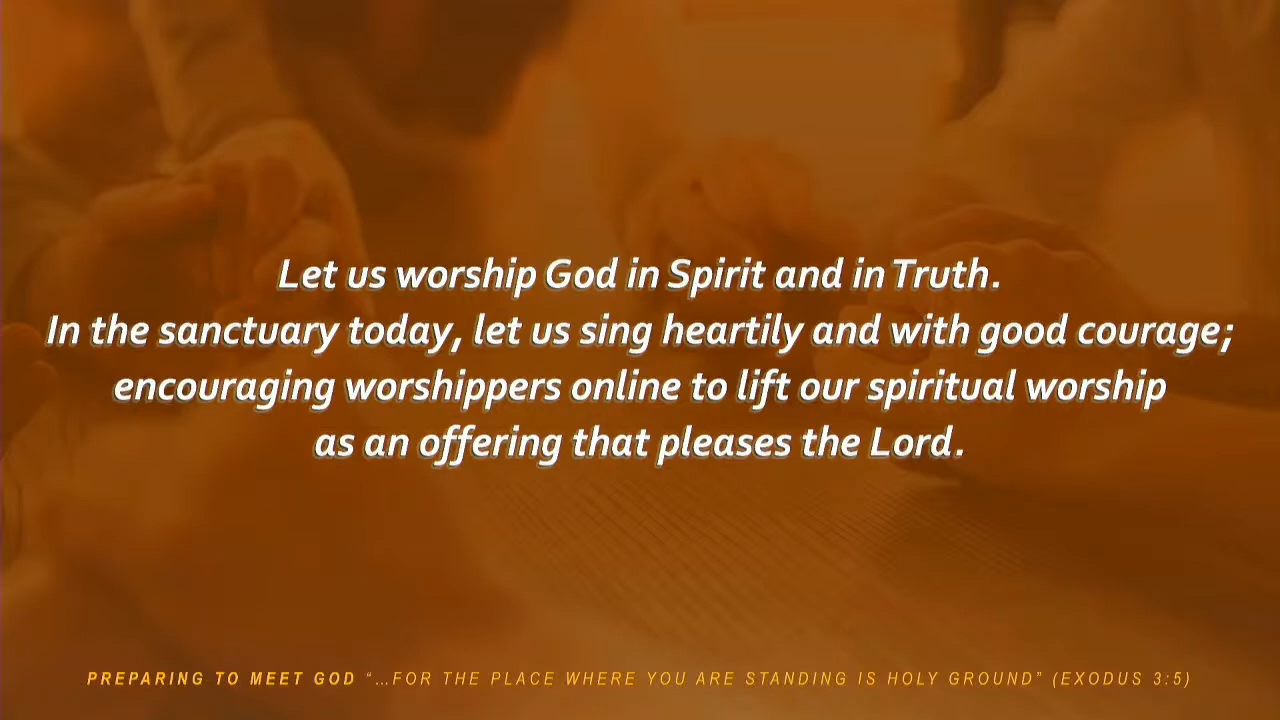 Let us worship God in Spirit and in Truth.
In the sanctuary today, let us sing heartily and with good courage;
encouraging worshippers online to lift our spiritual worship
as an offering that pleases the Lord.
PREPARING TO MEET GOD “…FOR THE PLACE WHERE YOU ARE STANDING IS HOLY GROUND” (EXODUS 3:5)